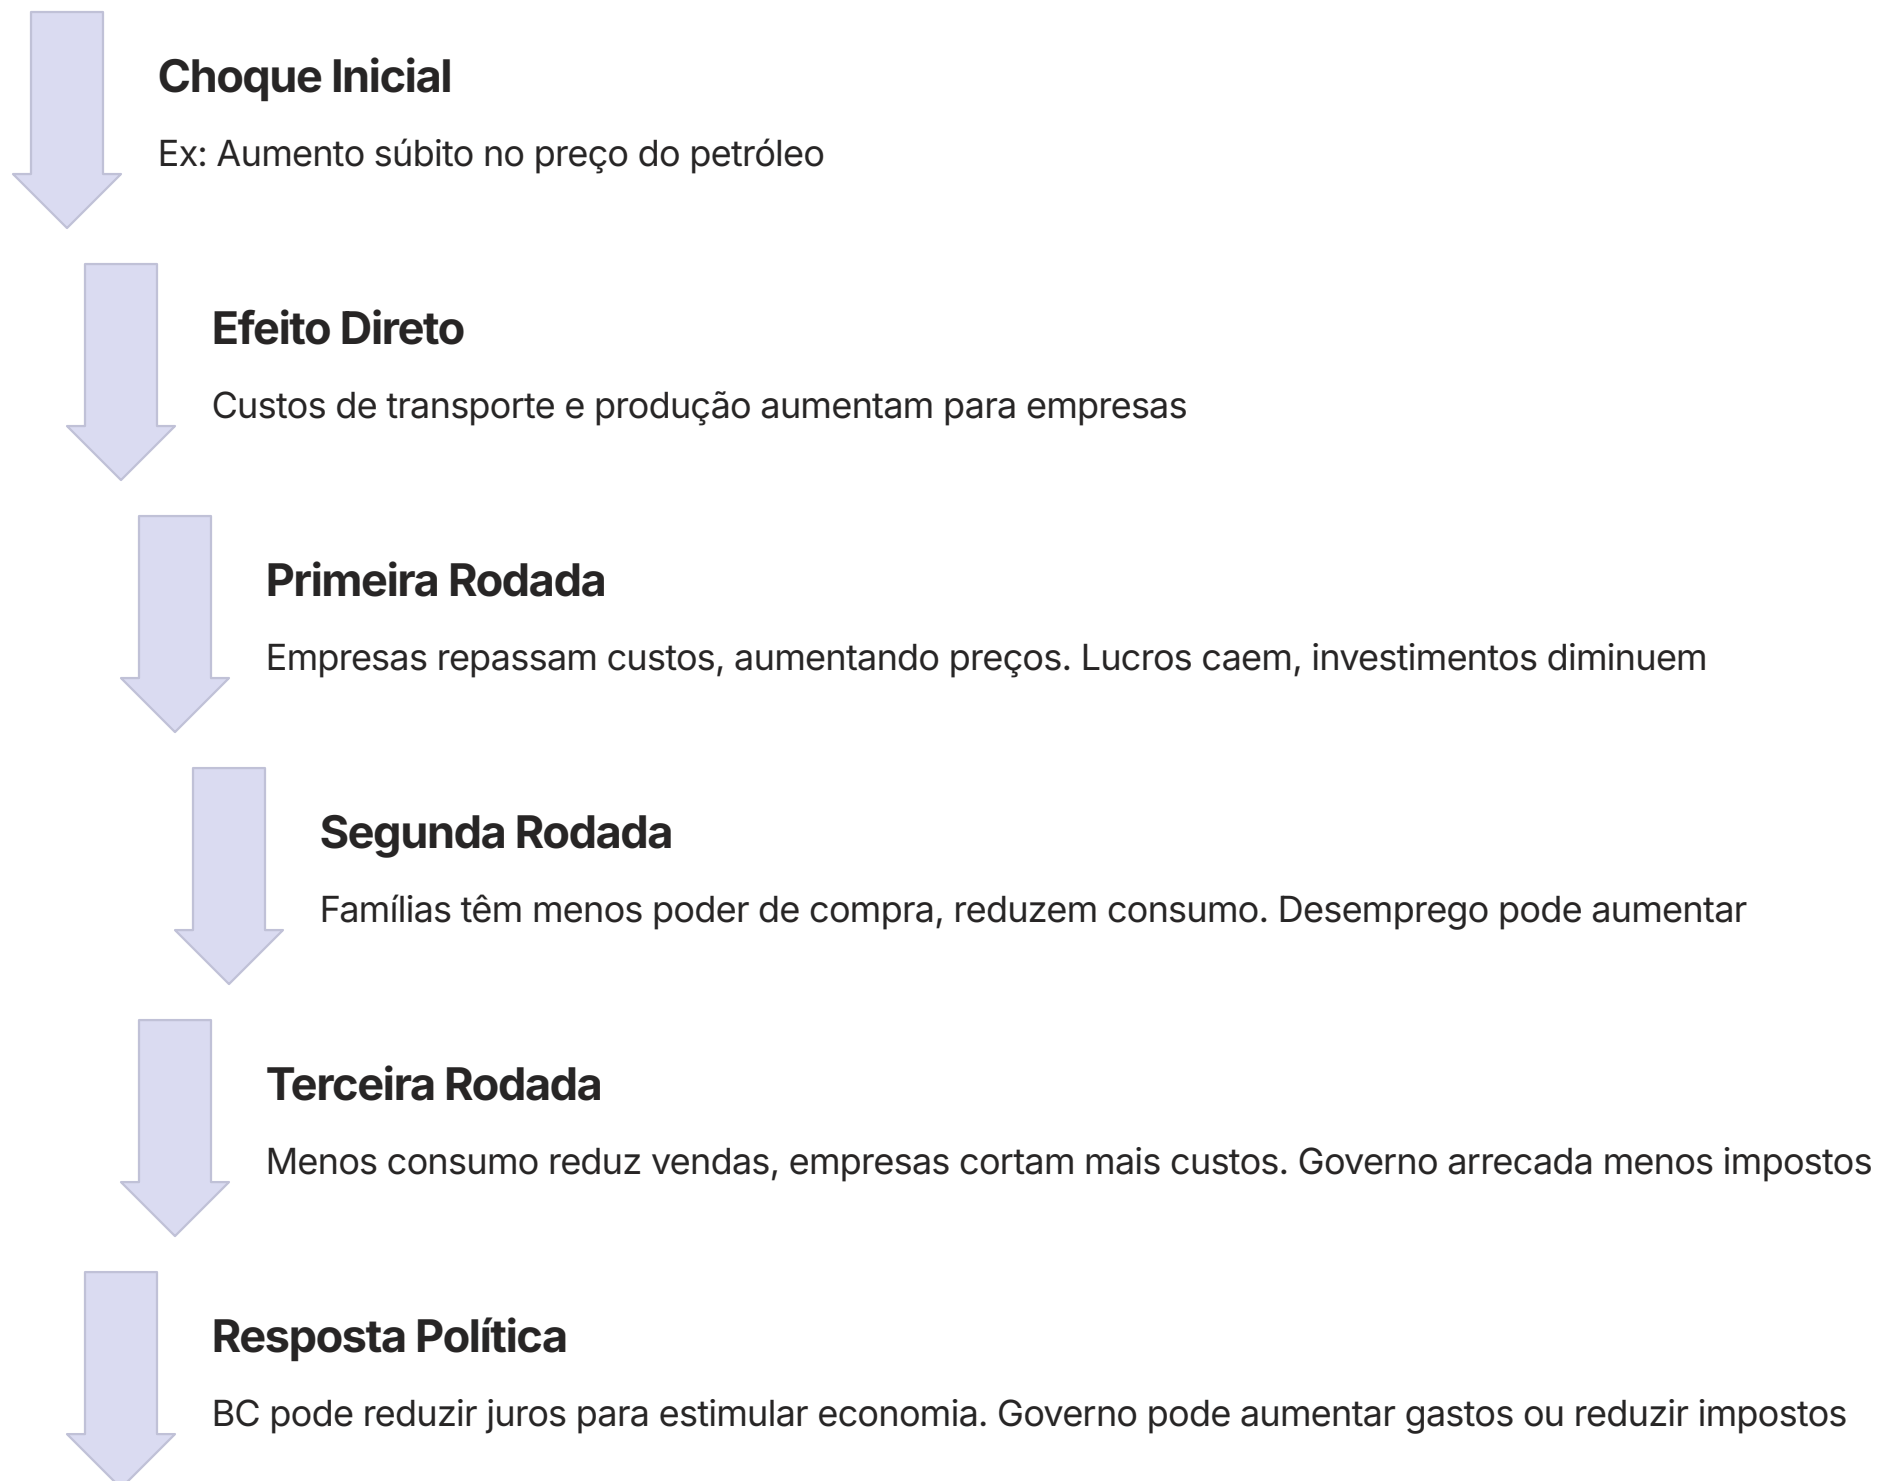 Choque Inicial
Ex: Aumento súbito no preço do petróleo
Efeito Direto
Custos de transporte e produção aumentam para empresas
Primeira Rodada
Empresas repassam custos, aumentando preços. Lucros caem, investimentos diminuem
Segunda Rodada
Famílias têm menos poder de compra, reduzem consumo. Desemprego pode aumentar
Terceira Rodada
Menos consumo reduz vendas, empresas cortam mais custos. Governo arrecada menos impostos
Resposta Política
BC pode reduzir juros para estimular economia. Governo pode aumentar gastos ou reduzir impostos